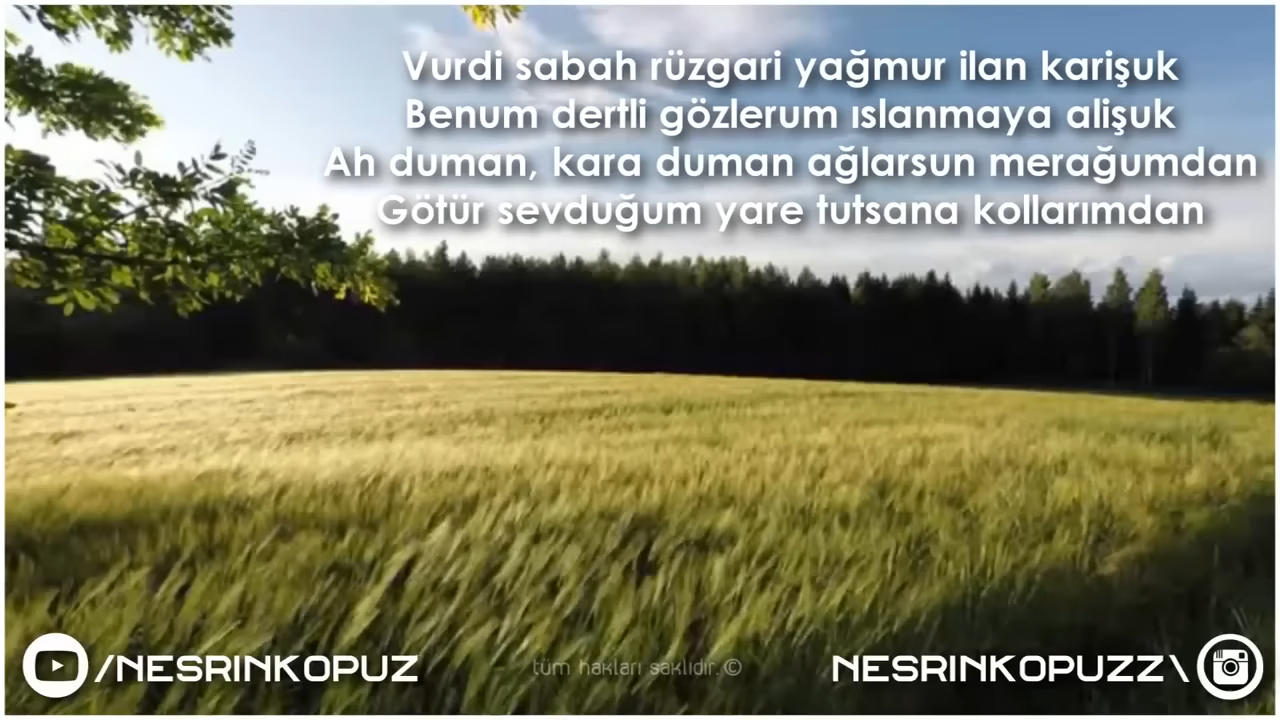 Vurdi sabah rüzgari yağmur ilan karişuk
Benum dertli gözlerum ıslanmaya alişuk
Ah duman, kara duman ağlarsun merağumdan
Götür sevduğum yare tutsana kollarımdan
/NESRINKOPUZ
tüm hakları saklıdır. ©
NESRINKOPUZZ\